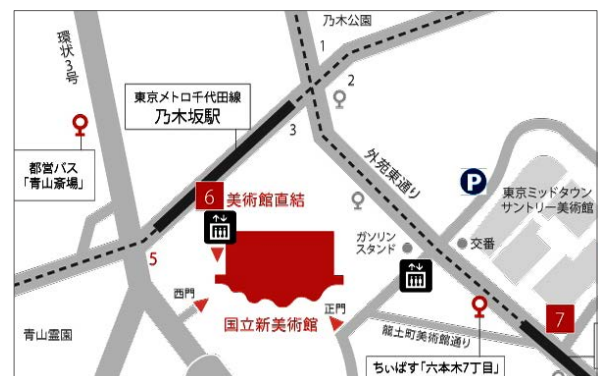 乃木公園
環状3号
1
2
東京メトロ千代田線
乃木坂駅
3
都営バス
「青山斎場」
外苑東通り
P
東京ミッドタウン
サントリー美術館
6 美術館直結
ガソリン
スタンド
交番
5
西門
正門
7
国立新美術館
青山霊園
龍土町美術館通り
ちぃばす「六本木7丁目」